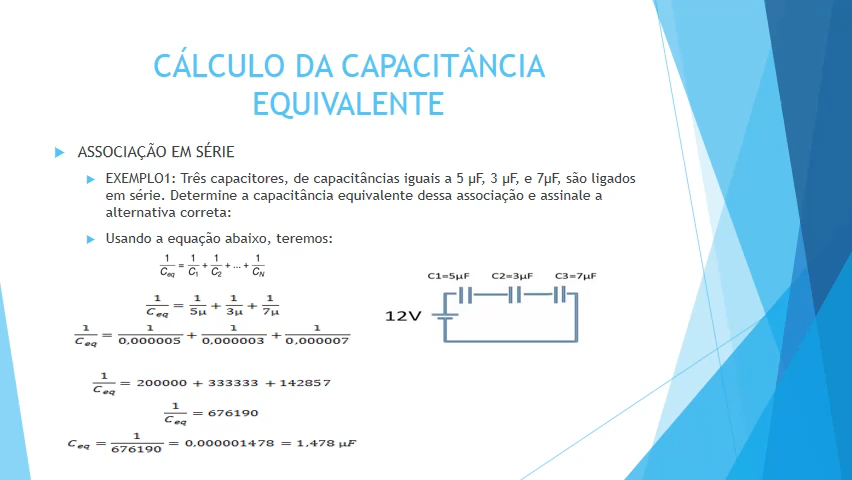 CÁLCULO DA CAPACITÂNCIA
EQUIVALENTE
ASSOCIAÇÃO EM SÉRIE
EXEMPLO1: Três capacitores, de capacitâncias iguais a 5 µF, 3 µF, e 7µF, são ligados
em série. Determine a capacitância equivalente dessa associação e assinale a
alternativa correta:
Usando a equação abaixo, teremos:
1/Ceq = 1/C1 + 1/C2 + ... + 1/CN
1/Ceq = 1/5µ + 1/3µ + 1/7µ
1/Ceq = 1/0,000005 + 1/0,000003 + 1/0,000007
1/Ceq = 200000 + 333333 + 142857
1/Ceq = 676190
Ceq = 1/676190 = 0,000001478 = 1,478 µF
C1=5µF C2=3µF C3=7µF
12V